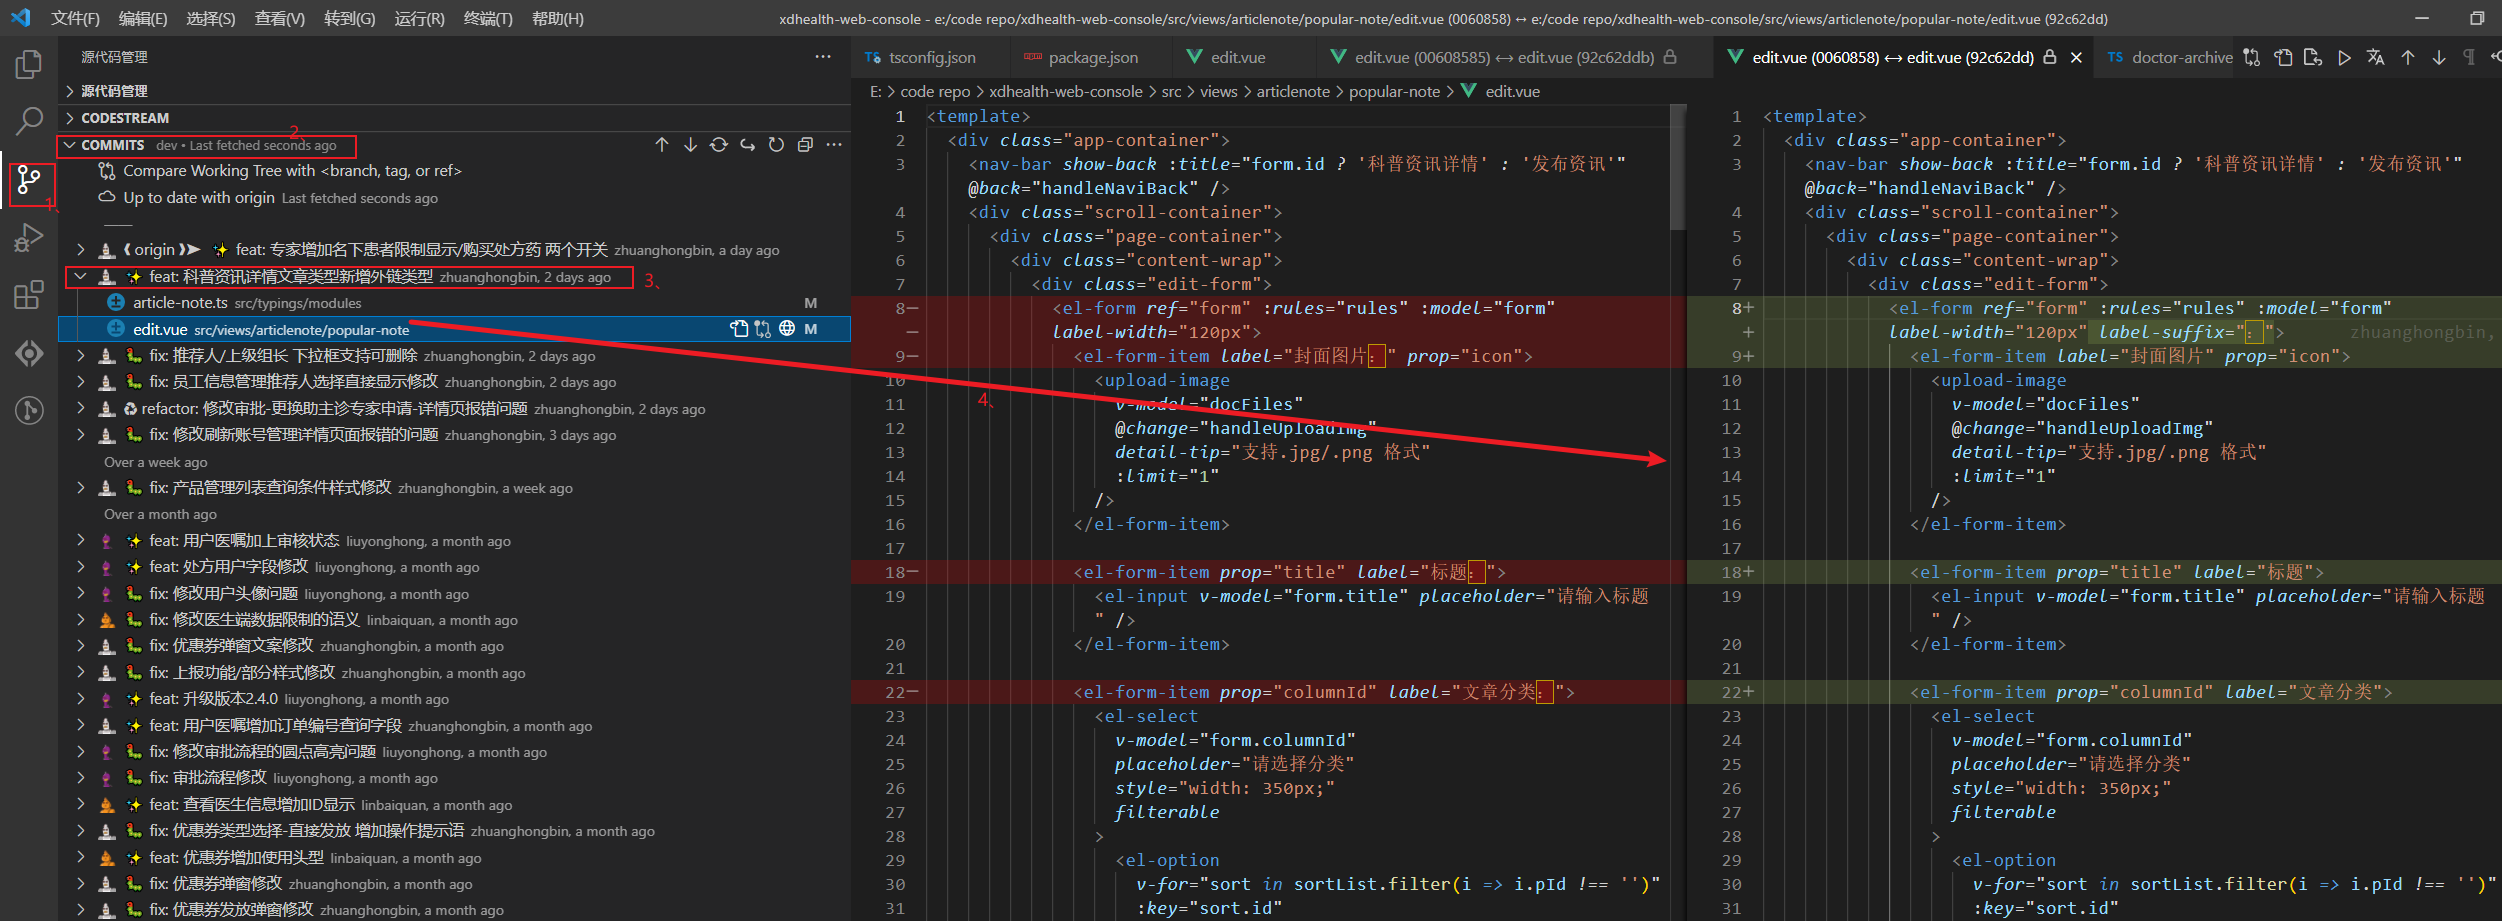 文件(F) 编辑(E) 选择(S) 查看(V) 转到(G) 运行(R) 终端(T) 帮助(H)
xdhealth-web-console - e:/code repo/xdhealth-web-console/src/views/articlenote/popular-note/edit.vue (0060858) ↔ e:/code repo/xdhealth-web-console/src/views/articlenote/popular-note/edit.vue (92c62dd)
源代码管理 ···
源代码管理
CODESTREAM
2、
COMMITS dev • Last fetched seconds ago
Compare Working Tree with <branch, tag, or ref>
1、
Up to date with origin Last fetched seconds ago
⟪ origin ⟫➤ ✨ feat: 专家增加名下患者限制显示/购买处方药 两个开关 zhuanghongbin, a day ago
✨ feat: 科普资讯详情文章类型新增外链类型 zhuanghongbin, 2 days ago
3、
article-note.ts src/typings/modules M
edit.vue src/views/articlenote/popular-note M
🐛 fix: 推荐人/上级组长 下拉框支持可删除 zhuanghongbin, 2 days ago
🐛 fix: 员工信息管理推荐人选择直接显示修改 zhuanghongbin, 2 days ago
♻ refactor: 修改审批-更换助主诊专家申请-详情页报错问题 zhuanghongbin, 2 days ago
🐛 fix: 修改刷新账号管理详情页面报错的问题 zhuanghongbin, 3 days ago
Over a week ago
🐛 fix: 产品管理列表查询条件样式修改 zhuanghongbin, a week ago
Over a month ago
✨ feat: 用户医嘱加上审核状态 liuyonghong, a month ago
✨ feat: 处方用户字段修改 liuyonghong, a month ago
🐛 fix: 修改用户头像问题 liuyonghong, a month ago
🐛 fix: 修改医生端数据限制的语义 linbaiquan, a month ago
🐛 fix: 优惠券弹窗文案修改 zhuanghongbin, a month ago
🐛 fix: 上报功能/部分样式修改 zhuanghongbin, a month ago
✨ feat: 升级版本2.4.0 liuyonghong, a month ago
✨ feat: 用户医嘱增加订单编号查询字段 zhuanghongbin, a month ago
🐛 fix: 修改审批流程的圆点高亮问题 liuyonghong, a month ago
🐛 fix: 审批流程修改 liuyonghong, a month ago
✨ feat: 查看医生信息增加ID显示 linbaiquan, a month ago
🐛 fix: 优惠券类型选择-直接发放 增加操作提示语 zhuanghongbin, a month ago
✨ feat: 优惠券增加使用头型 linbaiquan, a month ago
🐛 fix: 优惠券弹窗修改 zhuanghongbin, a month ago
🐛 fix: 优惠券发放弹窗修改 zhuanghongbin, a month ago
TS tsconfig.json package.json edit.vue edit.vue (00608585) ↔ edit.vue (92c62ddb) edit.vue (0060858) ↔ edit.vue (92c62dd) TS doctor-archive
E: > code repo > xdhealth-web-console > src > views > articlenote > popular-note > edit.vue
1 <template>
2 <div class="app-container">
3 <nav-bar show-back :title="form.id ? '科普资讯详情' : '发布资讯'"
@back="handleNaviBack" />
4 <div class="scroll-container">
5 <div class="page-container">
6 <div class="content-wrap">
7 <div class="edit-form">
8− <el-form ref="form" :rules="rules" :model="form"
− label-width="120px">
9− <el-form-item label="封面图片：" prop="icon">
10 <upload-image
4、
11 v-model="docFiles"
12 @change="handleUploadImg"
13 detail-tip="支持.jpg/.png 格式"
14 :limit="1"
15 />
16 </el-form-item>
17
18− <el-form-item prop="title" label="标题：">
19 <el-input v-model="form.title" placeholder="请输入标题
" />
20 </el-form-item>
21
22− <el-form-item prop="columnId" label="文章分类：">
23 <el-select
24 v-model="form.columnId"
25 placeholder="请选择分类"
26 style="width: 350px;"
27 filterable
28 >
29 <el-option
30 v-for="sort in sortList.filter(i => i.pId !== '')"
31 :key="sort.id"
1 <template>
2 <div class="app-container">
3 <nav-bar show-back :title="form.id ? '科普资讯详情' : '发布资讯'"
@back="handleNaviBack" />
4 <div class="scroll-container">
5 <div class="page-container">
6 <div class="content-wrap">
7 <div class="edit-form">
8+ <el-form ref="form" :rules="rules" :model="form"
+ label-width="120px" label-suffix="："> zhuanghongbin,
9+ <el-form-item label="封面图片" prop="icon">
10 <upload-image
11 v-model="docFiles"
12 @change="handleUploadImg"
13 detail-tip="支持.jpg/.png 格式"
14 :limit="1"
15 />
16 </el-form-item>
17
18+ <el-form-item prop="title" label="标题">
19 <el-input v-model="form.title" placeholder="请输入标题
" />
20 </el-form-item>
21
22+ <el-form-item prop="columnId" label="文章分类">
23 <el-select
24 v-model="form.columnId"
25 placeholder="请选择分类"
26 style="width: 350px;"
27 filterable
28 >
29 <el-option
30 v-for="sort in sortList.filter(i => i.pId !== '')"
31 :key="sort.id"